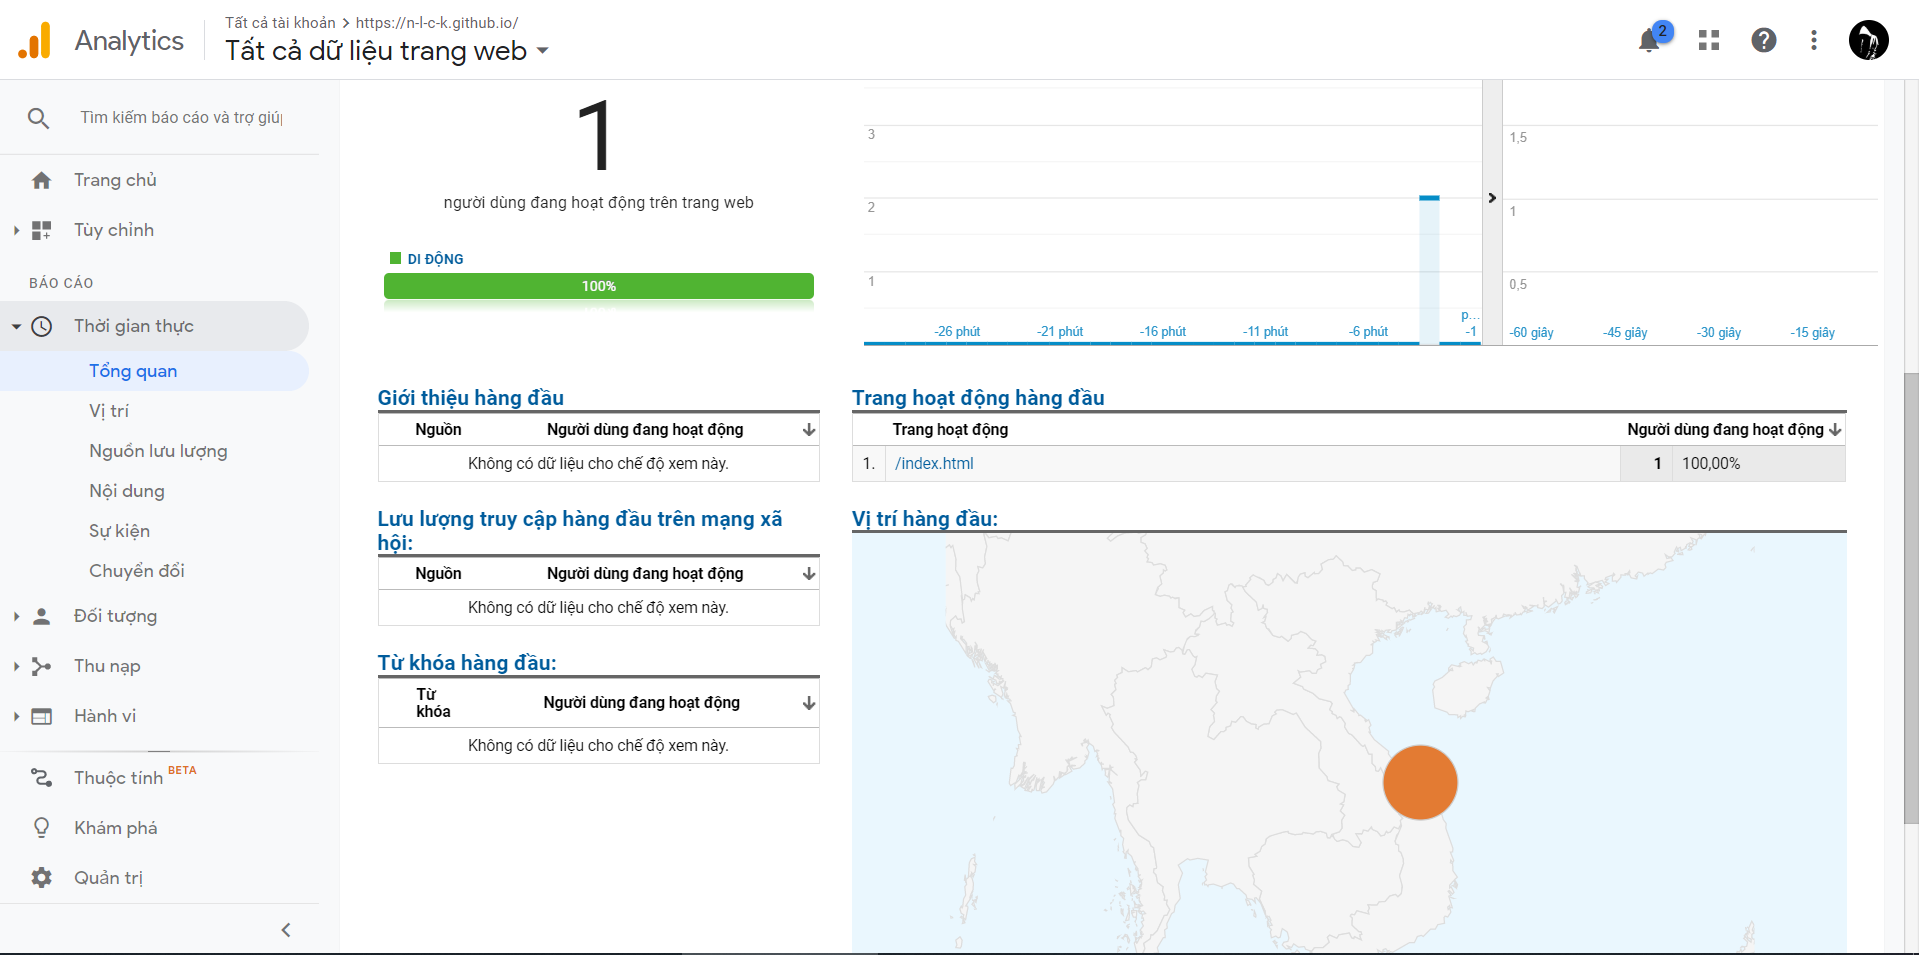 Analytics
Tất cả tài khoản > https://n-l-c-k.github.io/
Tất cả dữ liệu trang web
2
Tìm kiếm báo cáo và trợ giúp
Trang chủ
Tùy chỉnh
BÁO CÁO
Thời gian thực
Tổng quan
Vị trí
Nguồn lưu lượng
Nội dung
Sự kiện
Chuyển đổi
Đối tượng
Thu nạp
Hành vi
Thuộc tính BETA
Khám phá
Quản trị
1
người dùng đang hoạt động trên trang web
DI ĐỘNG
100%
3
2
1
-26 phút -21 phút -16 phút -11 phút -6 phút p... -1
1,5
1
0,5
-60 giây -45 giây -30 giây -15 giây
Giới thiệu hàng đầu
Nguồn Người dùng đang hoạt động
Không có dữ liệu cho chế độ xem này.
Lưu lượng truy cập hàng đầu trên mạng xã
hội:
Nguồn Người dùng đang hoạt động
Không có dữ liệu cho chế độ xem này.
Từ khóa hàng đầu:
Từ
khóa Người dùng đang hoạt động
Không có dữ liệu cho chế độ xem này.
Trang hoạt động hàng đầu
Trang hoạt động Người dùng đang hoạt động
1. /index.html 1 100,00%
Vị trí hàng đầu: